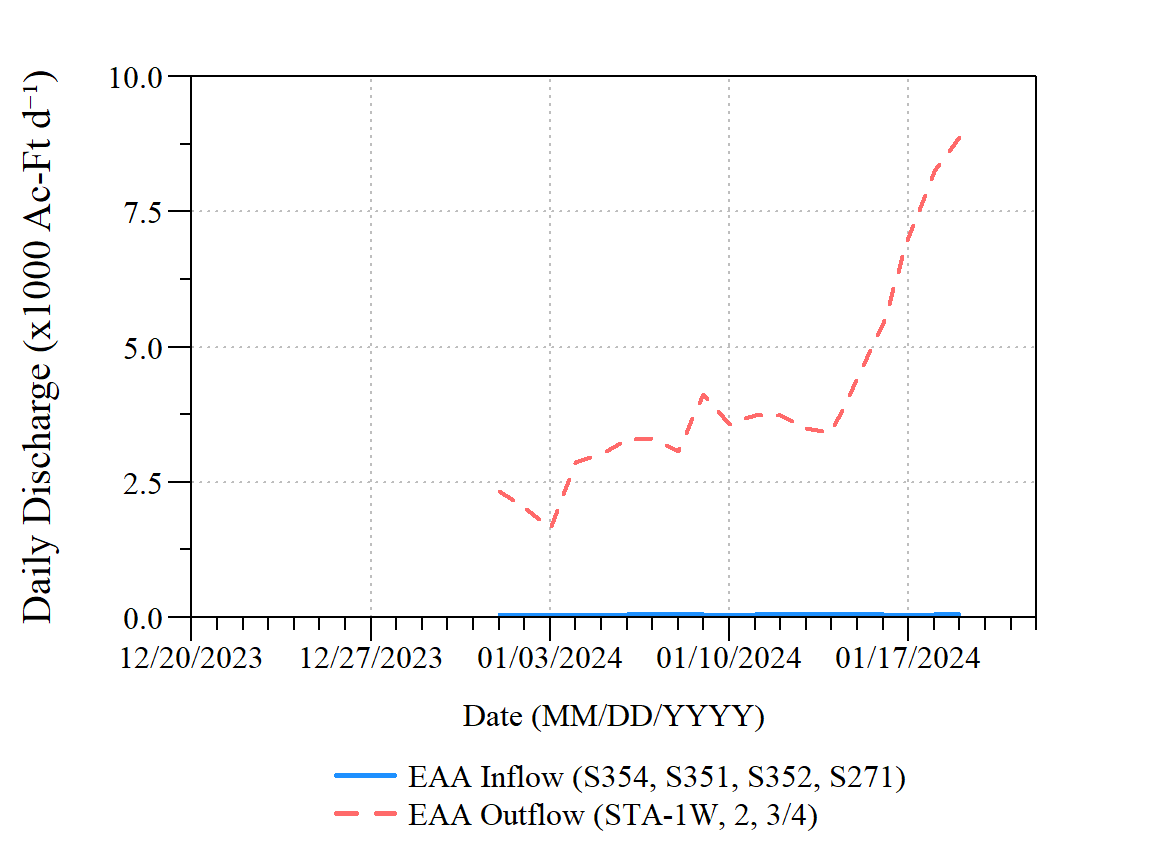 Daily Discharge (x1000 Ac-Ft d⁻¹)
10.0
7.5
5.0
2.5
0.0
12/20/2023 12/27/2023 01/03/2024 01/10/2024 01/17/2024
Date (MM/DD/YYYY)
EAA Inflow (S354, S351, S352, S271)
EAA Outflow (STA-1W, 2, 3/4)